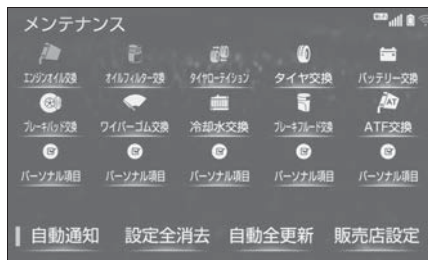 メンテナンス
エンジンオイル交換 オイルフィルター交換 タイヤローテイション タイヤ交換 バッテリー交換
ブレーキパッド交換 ワイパーゴム交換 冷却水交換 ブレーキフルード交換 ATF交換
パーソナル項目 パーソナル項目 パーソナル項目 パーソナル項目 パーソナル項目
自動通知 設定全消去 自動全更新 販売店設定